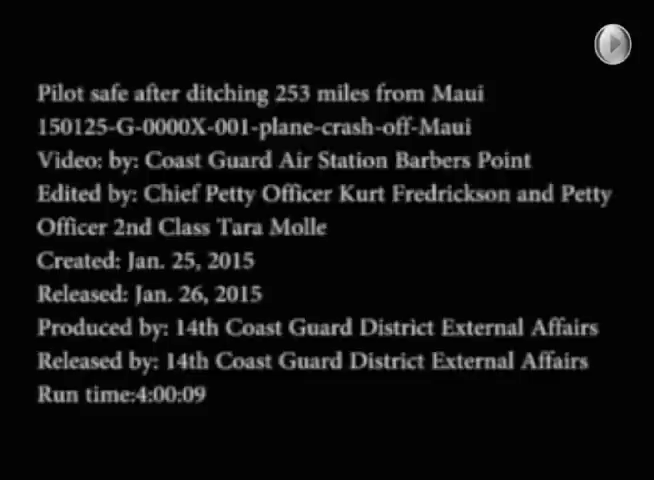 Pilot safe after ditching 253 miles from Maui
150125-G-0000X-001-plane-crash-off-Maui
Video: by: Coast Guard Air Station Barbers Point
Edited by: Chief Petty Officer Kurt Fredrickson and Petty
Officer 2nd Class Tara Molle
Created: Jan. 25, 2015
Released: Jan. 26, 2015
Produced by: 14th Coast Guard District External Affairs
Released by: 14th Coast Guard District External Affairs
Run time:4:00:09